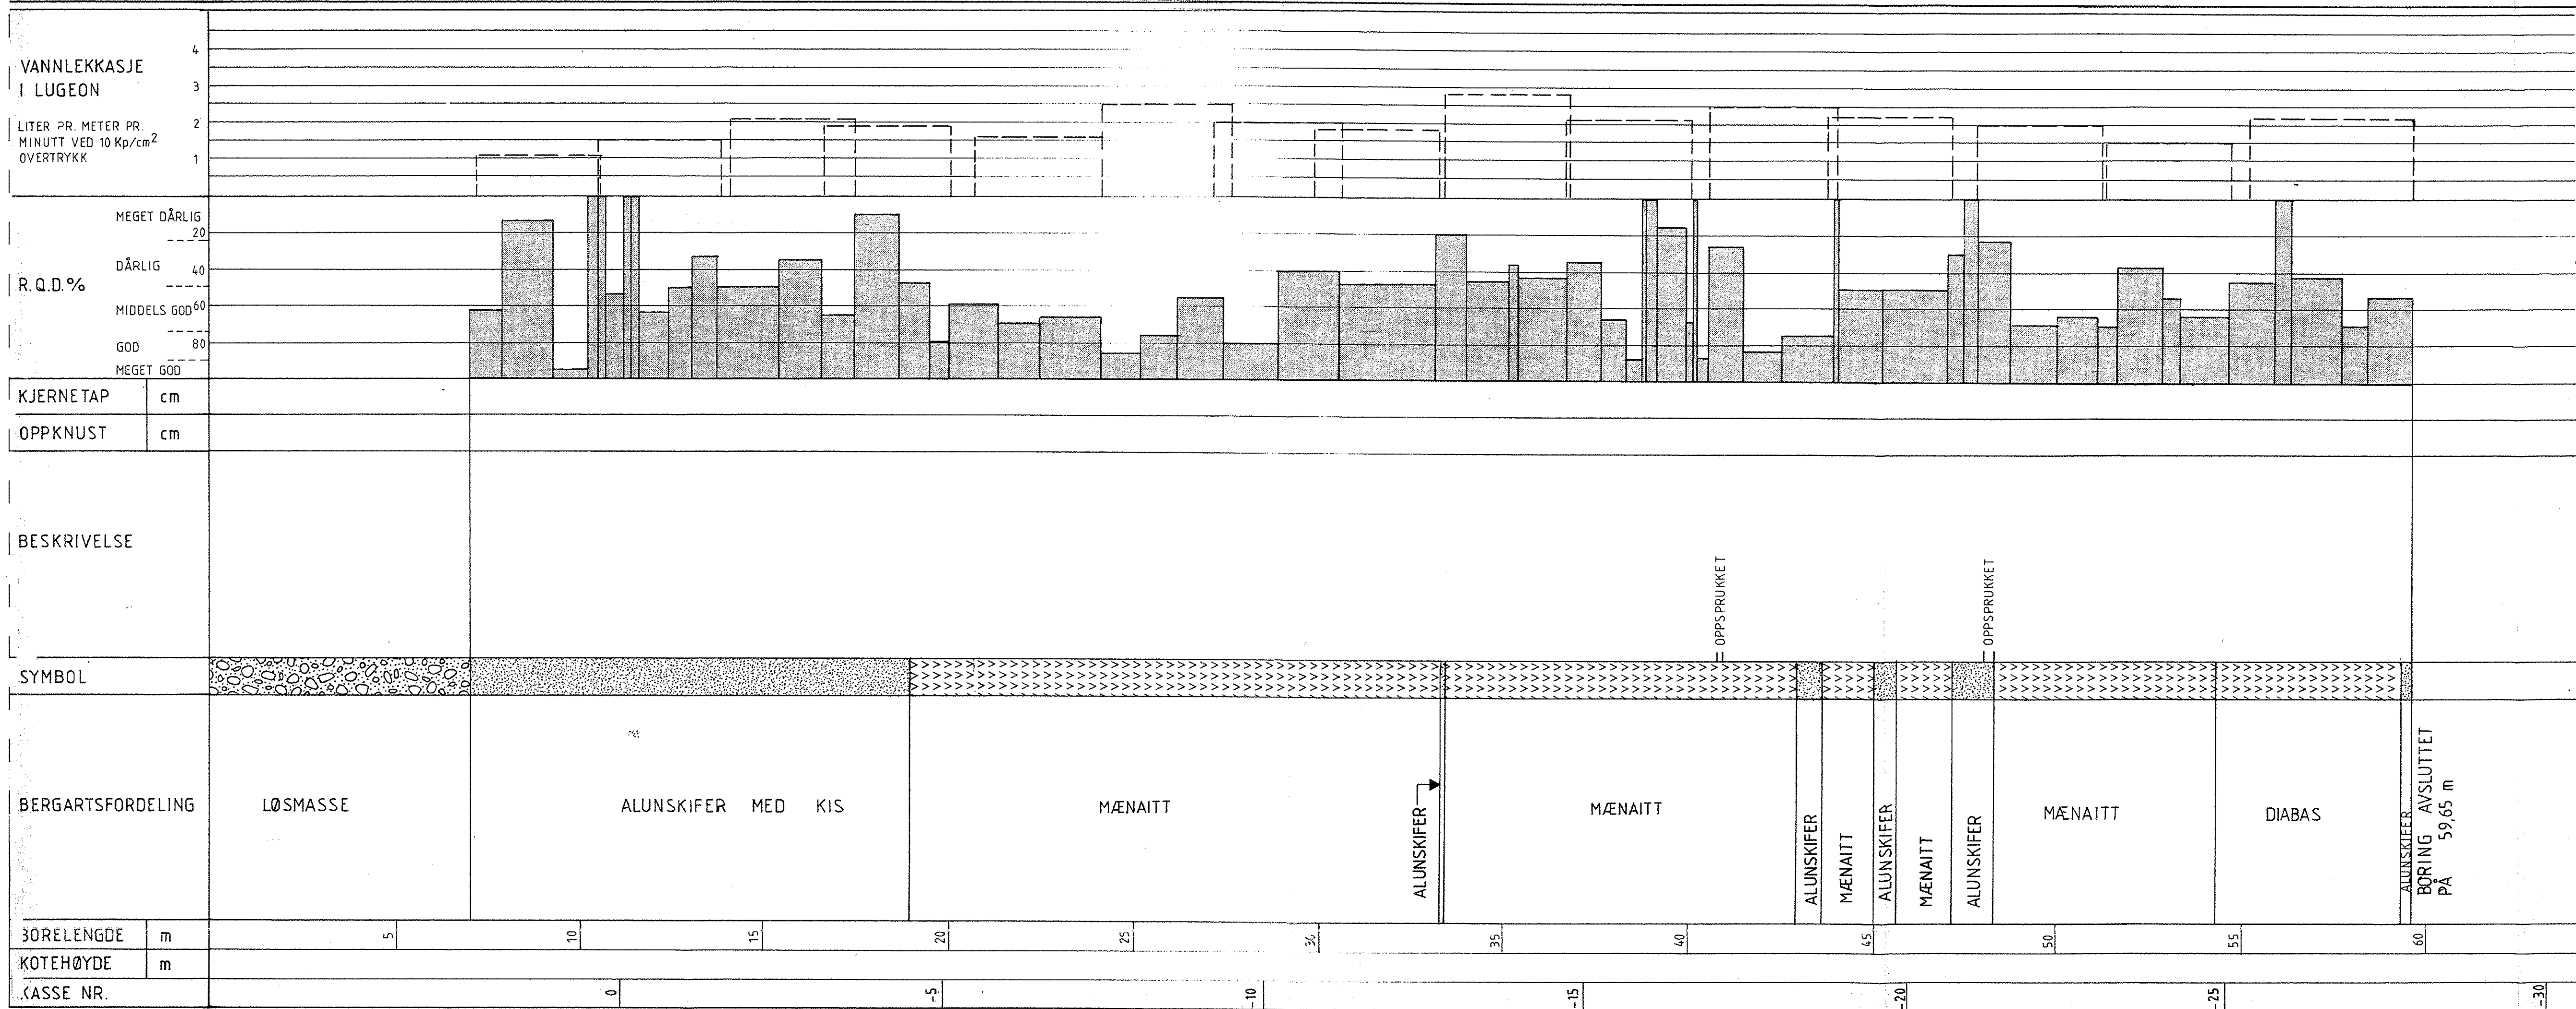 VANNLEKKASJE
I LUGEON
LITER PR. METER PR.
MINUTT VED 10 Kp/cm2
OVERTRYKK
4
3
2
1
R.Q.D.%
MEGET DÅRLIG
20
DÅRLIG
40
MIDDELS GOD 60
GOD
80
MEGET GOD
KJERNETAP cm
OPPKNUST cm
BESKRIVELSE
OPPSPRUKKET
OPPSPRUKKET
SYMBOL
BERGARTSFORDELING
LØSMASSE
ALUNSKIFER MED KIS
MÆNAITT
ALUNSKIFER
MÆNAITT
ALUNSKIFER
MÆNAITT
ALUNSKIFER
MÆNAITT
ALUNSKIFER
MÆNAITT
DIABAS
ALUNSKIFER
BORING AVSLUTTET
PÅ 59,65 m
BORELENGDE m
5 10 15 20 25 30 35 40 45 50 55 60
KOTEHØYDE m
KASSE NR.
0 -5 -10 -15 -20 -25 -30